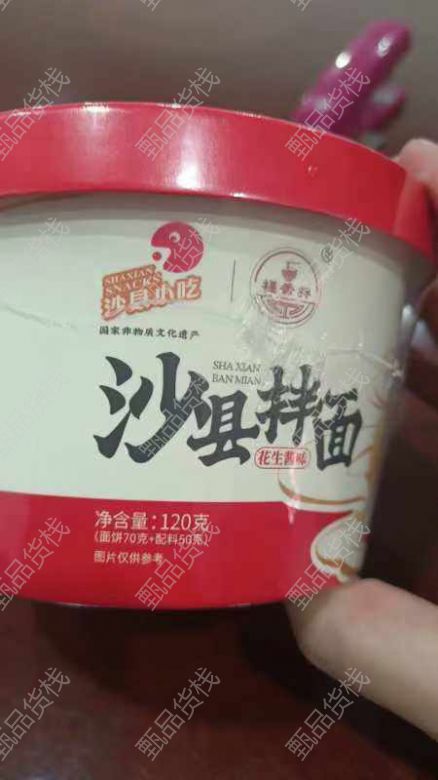 SHAXIAN
SNACKS
沙县小吃
国家非物质文化遗产
沙县拌面
SHA XIAN
BAN MIAN
花生酱味
净含量：120克
（面饼70克+配料50克）
图片仅供参考
甄品货栈